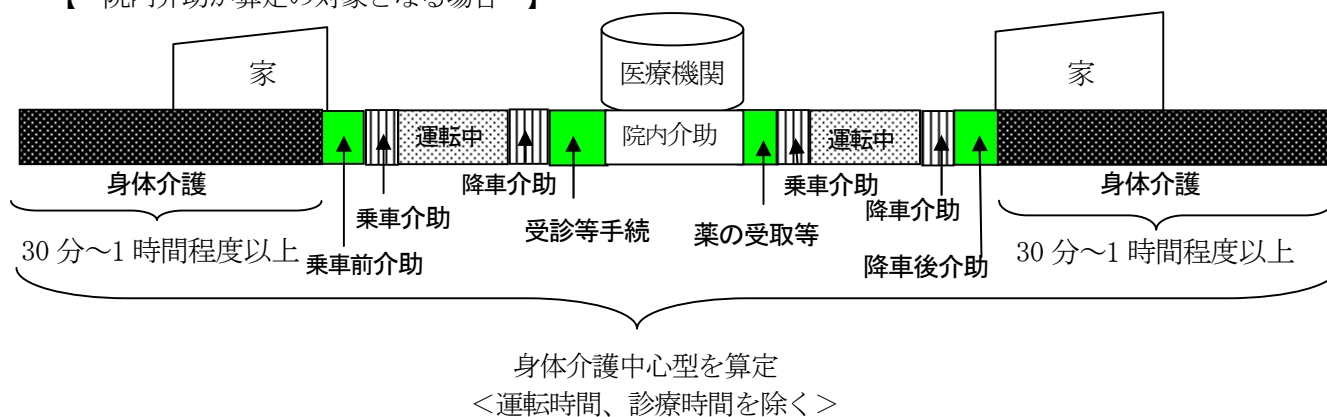 【 院内介助が算定の対象となる場合 】
家
医療機関
家
運転中
院内介助
運転中
身体介護
降車介助
乗車介助
身体介護
乗車介助
受診等手続
薬の受取等
降車介助
30 分～1 時間程度以上
乗車前介助
降車後介助
30 分～1 時間程度以上
身体介護中心型を算定
＜運転時間、診療時間を除く＞